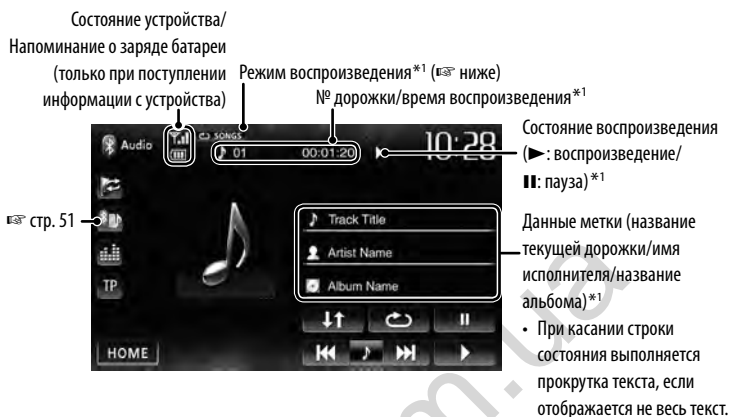 Состояние устройства/
Напоминание о заряде батареи
(только при поступлении
информации с устройства)
Режим воспроизведения*1 (☞ ниже)
№ дорожки/время воспроизведения*1
Состояние воспроизведения
(►: воспроизведение/
II: пауза)*1
☞ стр. 51
Данные метки (название
текущей дорожки/имя
исполнителя/название
альбома)*1
• При касании строки
состояния выполняется
прокрутка текста, если
отображается не весь текст.
Audio
SONGS
01 00:01:20
10:28
Track Title
Artist Name
Album Name
TP
HOME